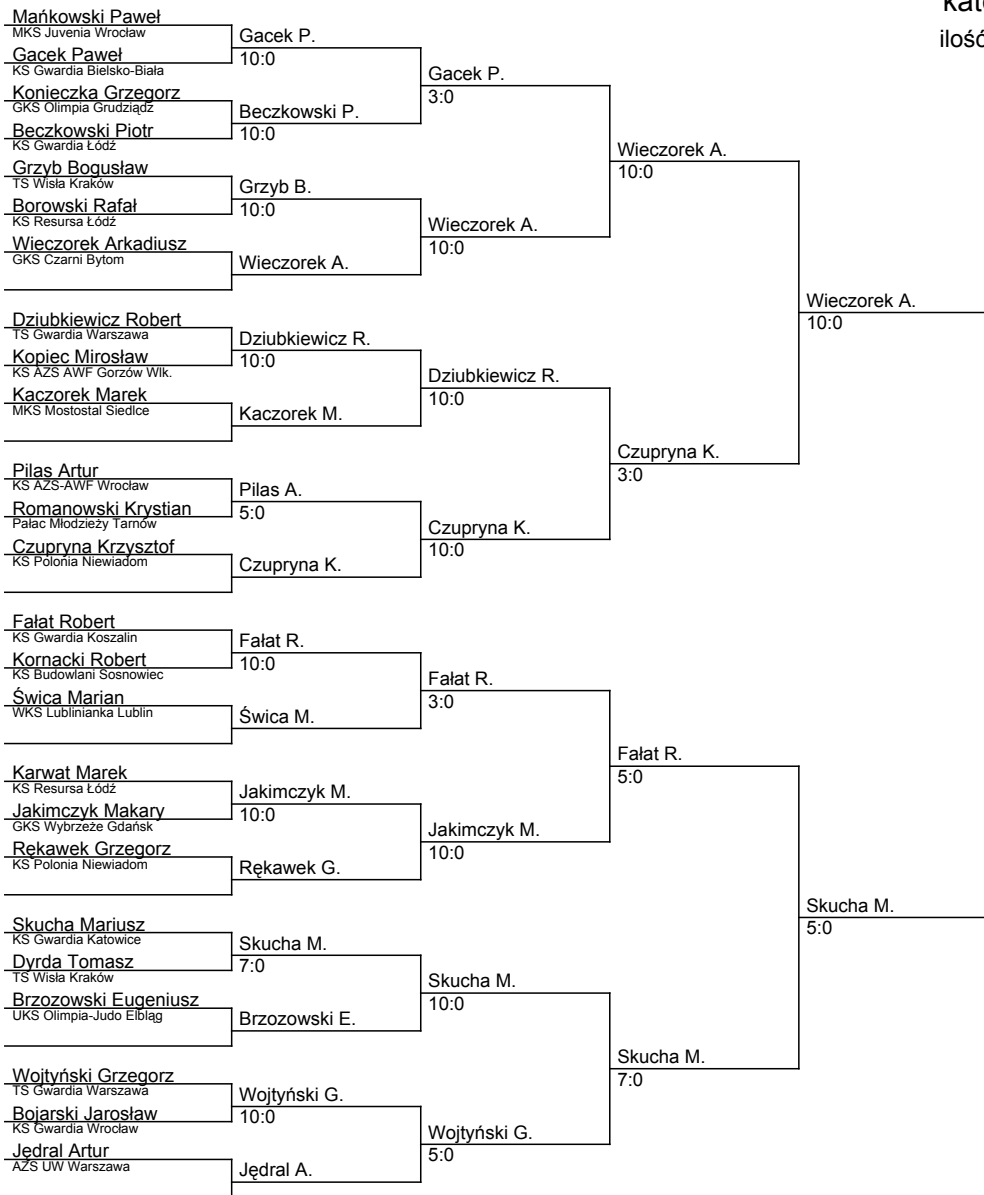 Mańkowski Paweł
MKS Juvenia Wrocław
Gacek Paweł
KS Gwardia Bielsko-Biała
Konieczka Grzegorz
GKS Olimpia Grudziądz
Beczkowski Piotr
KS Gwardia Łódź
Grzyb Bogusław
TS Wisła Kraków
Borowski Rafał
KS Resursa Łódź
Wieczorek Arkadiusz
GKS Czarni Bytom
Dziubkiewicz Robert
TS Gwardia Warszawa
Kopiec Mirosław
KS AZS AWF Gorzów Wlk.
Kaczorek Marek
MKS Mostostal Siedlce
Pilas Artur
KS AZS-AWF Wrocław
Romanowski Krystian
Pałac Młodzieży Tarnów
Czupryna Krzysztof
KS Polonia Niewiadom
Fałat Robert
KS Gwardia Koszalin
Kornacki Robert
KS Budowlani Sosnowiec
Świca Marian
WKS Lublinianka Lublin
Karwat Marek
KS Resursa Łódź
Jakimczyk Makary
GKS Wybrzeże Gdańsk
Rękawek Grzegorz
KS Polonia Niewiadom
Skucha Mariusz
KS Gwardia Katowice
Dyrda Tomasz
TS Wisła Kraków
Brzozowski Eugeniusz
UKS Olimpia-Judo Elbląg
Wojtyński Grzegorz
TS Gwardia Warszawa
Bojarski Jarosław
KS Gwardia Wrocław
Jędral Artur
AZS UW Warszawa
Gacek P.
10:0
Beczkowski P.
10:0
Grzyb B.
10:0
Wieczorek A.
Dziubkiewicz R.
10:0
Kaczorek M.
Pilas A.
5:0
Czupryna K.
Fałat R.
10:0
Świca M.
Jakimczyk M.
10:0
Rękawek G.
Skucha M.
7:0
Brzozowski E.
Wojtyński G.
10:0
Jędral A.
Gacek P.
3:0
Wieczorek A.
10:0
Dziubkiewicz R.
10:0
Czupryna K.
10:0
Fałat R.
3:0
Jakimczyk M.
10:0
Skucha M.
10:0
Wojtyński G.
5:0
Wieczorek A.
10:0
Czupryna K.
3:0
Fałat R.
5:0
Skucha M.
7:0
Wieczorek A.
10:0
Skucha M.
5:0
kat
ilość